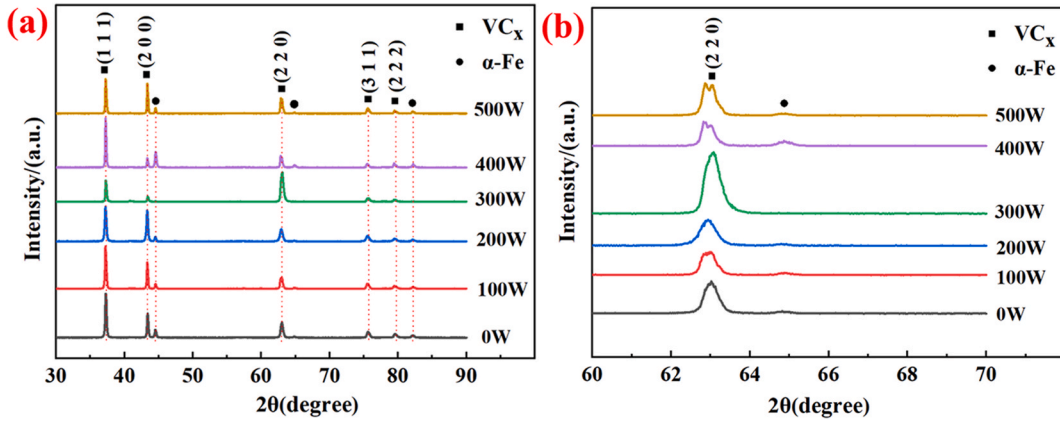 (a)
(1 1 1)
(2 0 0)
(2 2 0)
(3 1 1)
(2 2 2)
VCx
α-Fe
500W
400W
300W
200W
100W
0W
Intensity/(a.u.)
30 40 50 60 70 80 90
2θ(degree)
(b)
(2 2 0)
VCx
α-Fe
500W
400W
300W
200W
100W
0W
Intensity/(a.u.)
60 62 64 66 68 70
2θ(degree)